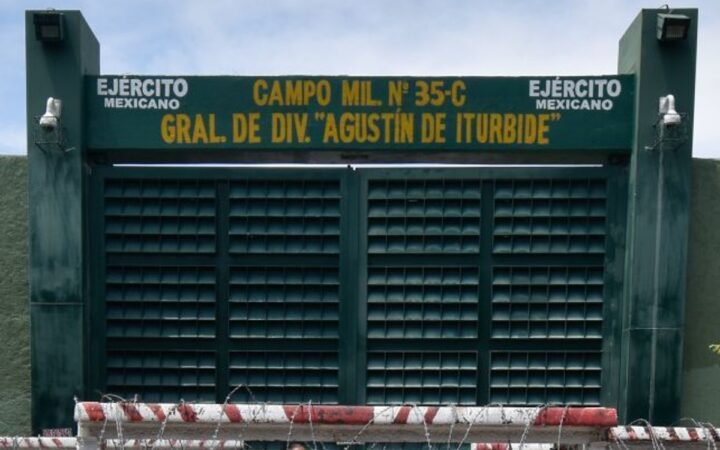 EJÉRCITO
MEXICANO
CAMPO MIL. Nº 35-C
GRAL. DE DIV. "AGUSTÍN DE ITURBIDE"
EJÉRCITO
MEXICANO